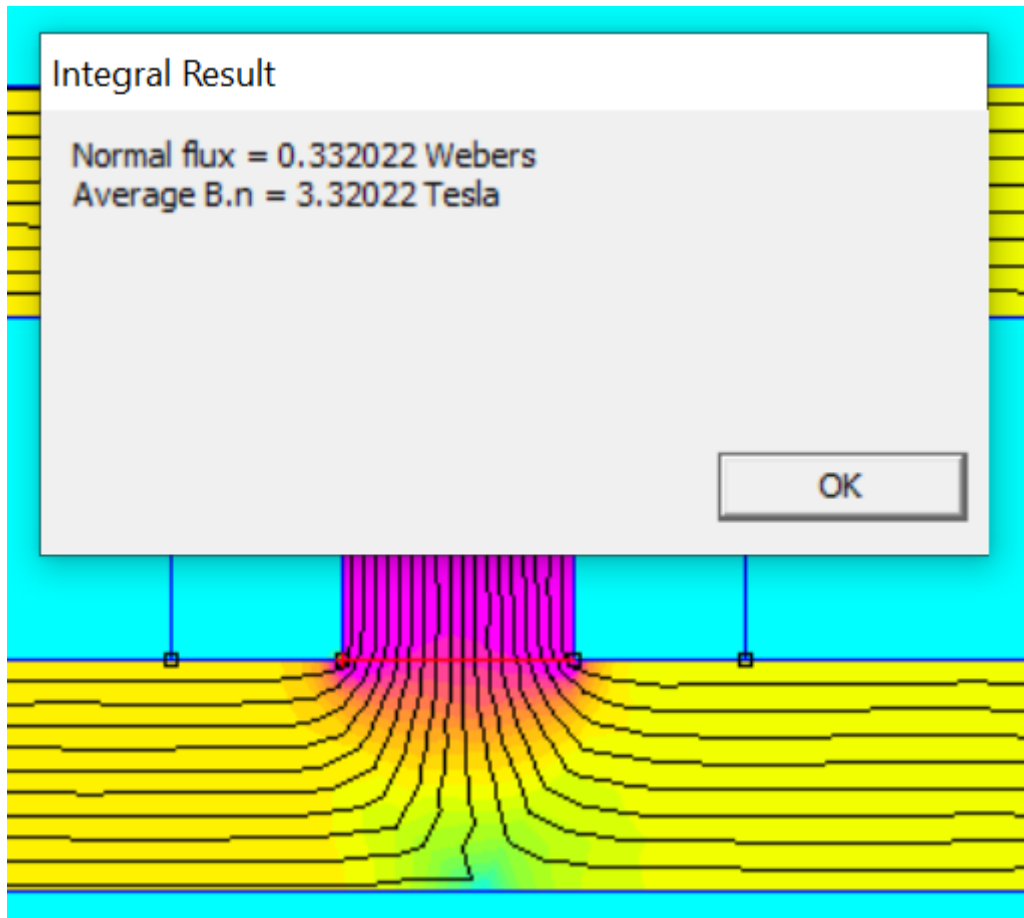 Integral Result
Normal flux = 0.332022 Webers
Average B.n = 3.32022 Tesla
OK